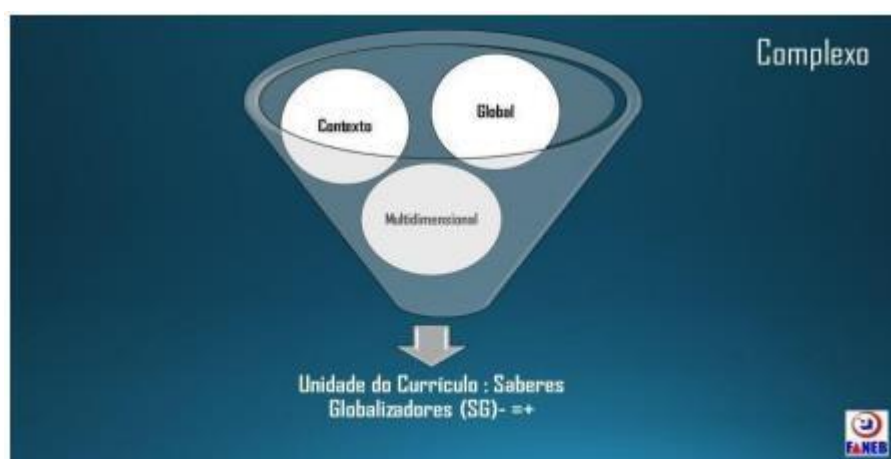 Complexo
Contexto
Global
Multidimensional
Unidade do Currículo : Saberes
Globalizadores (SG)- =+
FANEB